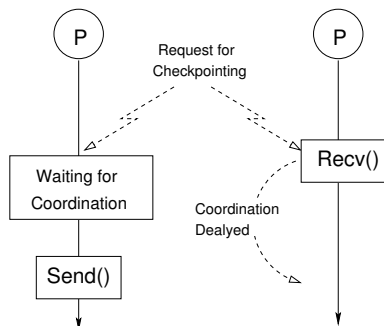 P
P
Request for
Checkpointing
Recv()
Waiting for
Coordination
Coordination
Dealyed
Send()